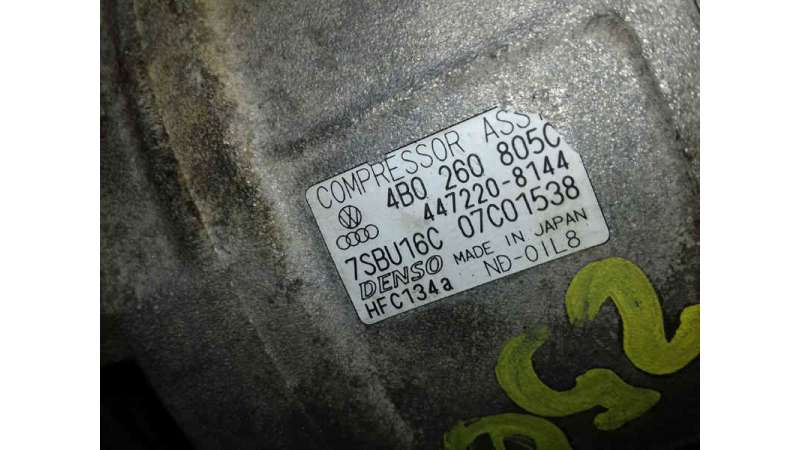 COMPRESSOR ASS
4B0 260 805C
447220-8144
7SBU16C 07C01538
DENSO MADE IN JAPAN
HFC134a ND-OIL8